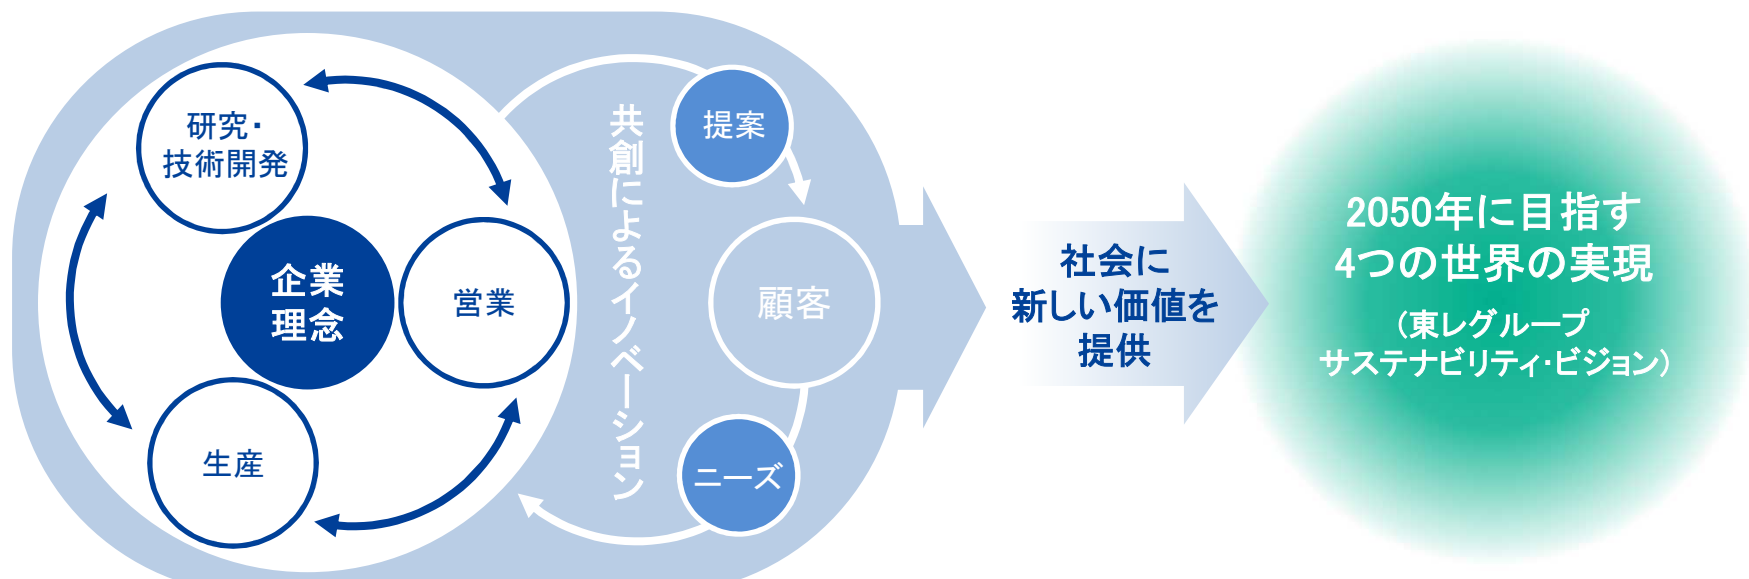 研究・
技術開発
企業
理念
営業
生産
共創によるイノベーション
提案
顧客
ニーズ
社会に
新しい価値を
提供
2050年に目指す
4つの世界の実現
（東レグループ
サステナビリティ・ビジョン）